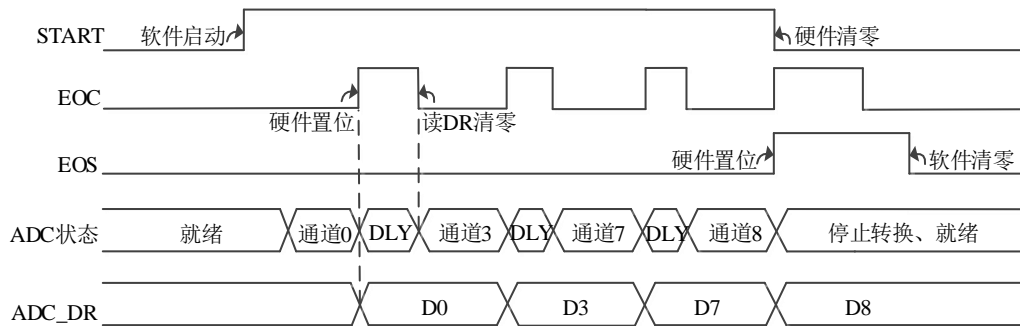 START 软件启动 硬件清零
EOC
硬件置位 读DR清零
EOS 硬件置位 软件清零
ADC状态 就绪 通道0 DLY 通道3 DLY 通道7 DLY 通道8 停止转换、就绪
ADC_DR D0 D3 D7 D8